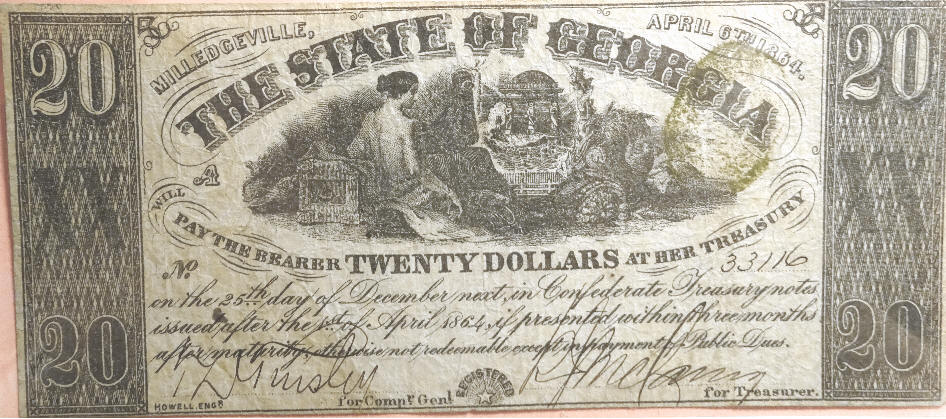 20
20
MILLEDGEVILLE,
APRIL 6TH 1864.
THE STATE OF GEORGIA
XX
XX
A
WILL
PAY THE BEARER TWENTY DOLLARS AT HER TREASURY
No
33116
on the 25th day of December next, in Confederate Treasury notes
issued after the 1st of April 1864, if presented within three months
after maturity, otherwise not redeemable except in payment of Public Dues.
20
20
for Compt Genl
REGISTERED
for Treasurer.
HOWELL. ENGR